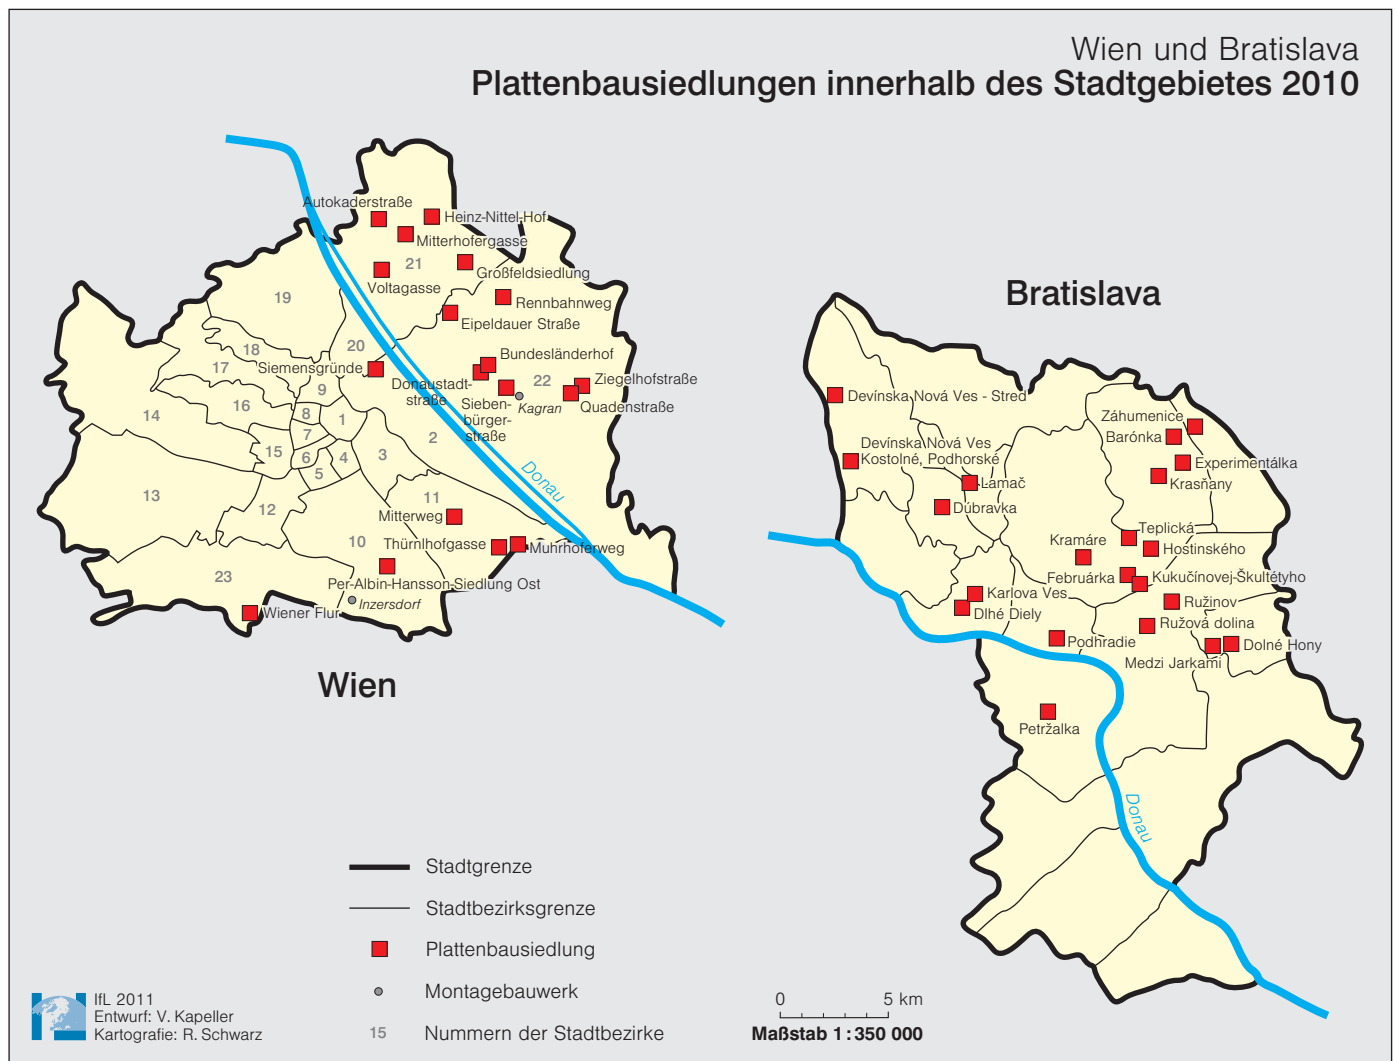 Wien und Bratislava
Plattenbausiedlungen innerhalb des Stadtgebietes 2010
Autokaderstraße
Heinz-Nittel-Hof
Mitterhofergasse
21
Großfeldsiedlung
Voltagasse
Rennbahnweg
Eipeldauer Straße
19
20
18
17
Siemensgründe
Bundesländerhof
22
Ziegelhofstraße
Donaustadt-
straße
Sieben-
bürger-
straße
Kagran
Quadenstraße
9
16
14
8
1
7
2
15
6
4
3
5
13
12
11
Donau
Mitterweg
10
Thürnlhofgasse
Muhrhoferweg
23
Per-Albin-Hansson-Siedlung Ost
Inzersdorf
Wiener Flur
Wien
Bratislava
Devínska Nová Ves - Stred
Záhumenice
Barónka
Devínska Nová Ves
Kostolné, Podhorské
Experimentálka
Krasňany
Lamač
Dúbravka
Teplická
Kramáre
Hostinského
Februárka
Kukučínovej-Škultétyho
Karlova Ves
Ružinov
Dlhé Diely
Ružová dolina
Podhradie
Dolné Hony
Medzi Jarkami
Petržalka
Donau
Stadtgrenze
Stadtbezirksgrenze
Plattenbausiedlung
Montagebauwerk
15 Nummern der Stadtbezirke
IfL 2011
Entwurf: V. Kapeller
Kartografie: R. Schwarz
0 5 km
Maßstab 1 : 350 000